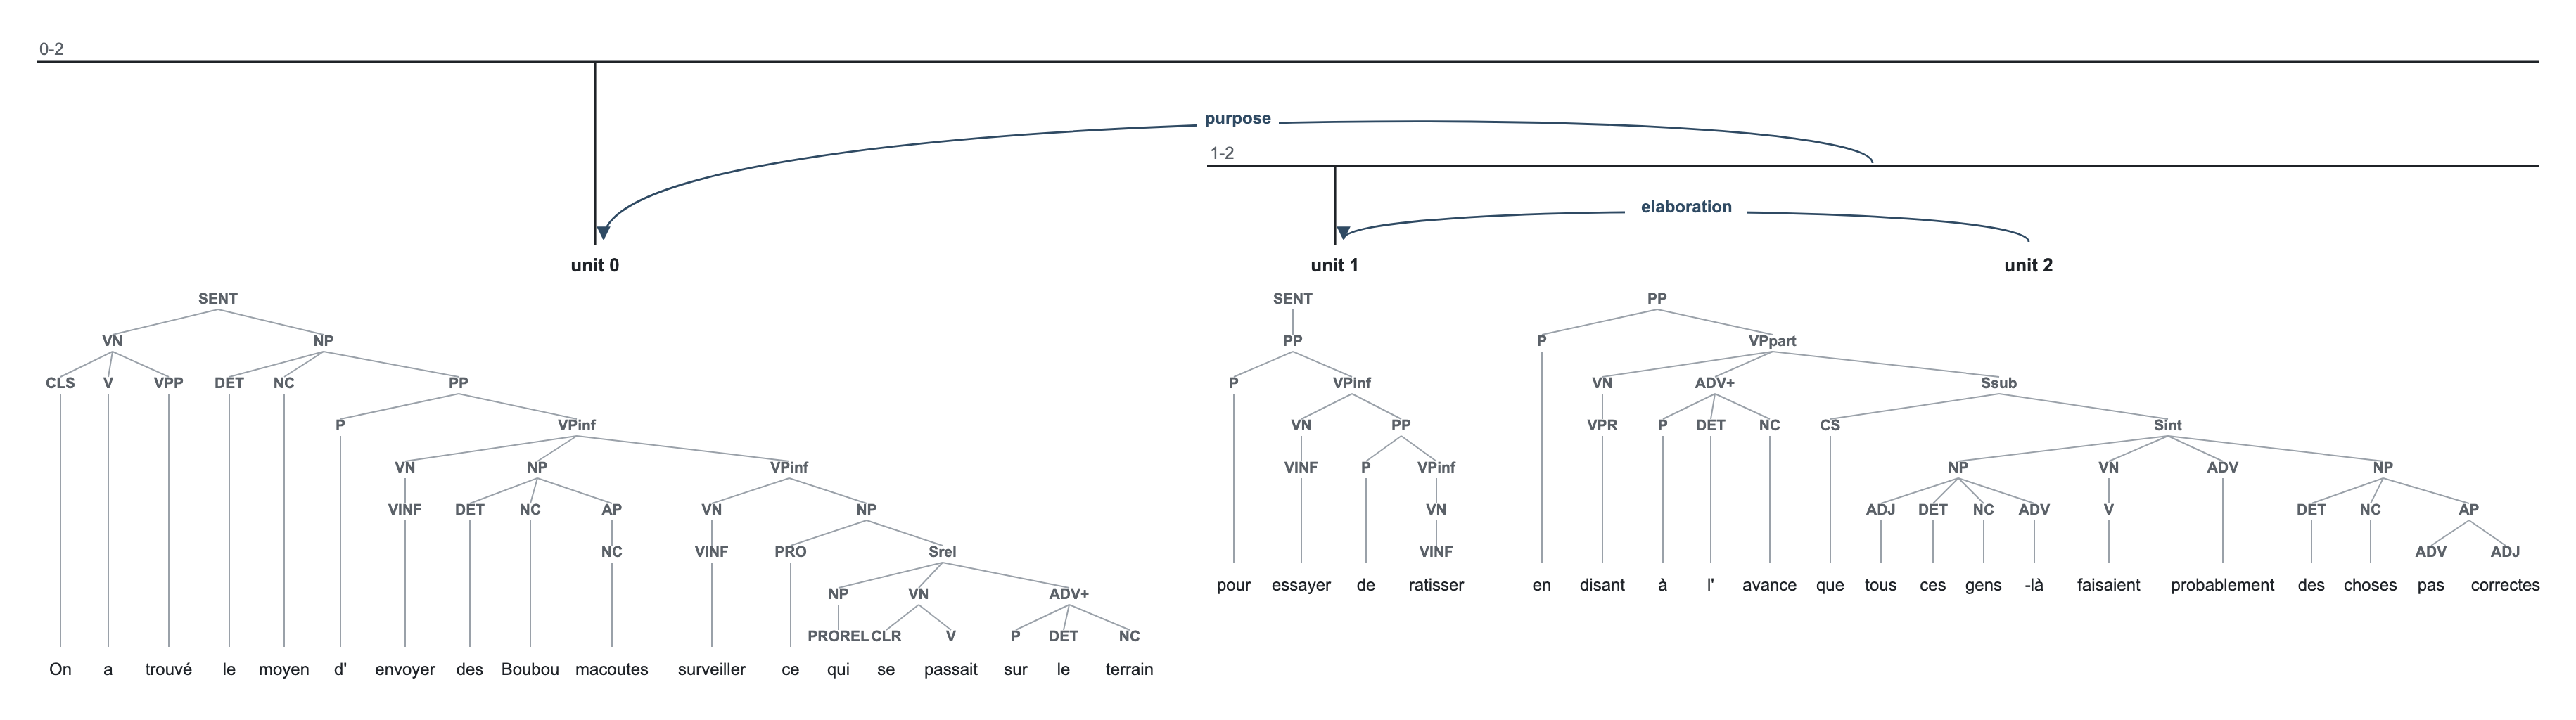 0-2
purpose
1-2
elaboration
unit 0 unit 1 unit 2
SENT SENT PP
VN NP PP P VPpart
CLS V VPP DET NC PP P VPinf VN ADV+ Ssub
P VPinf VN PP VPR P DET NC CS Sint
VN NP VPinf VINF P VPinf NP VN ADV NP
VINF DET NC AP VN NP VN ADJ DET NC ADV V DET NC AP
NC VINF PRO Srel VINF ADV ADJ
pour essayer de ratisser en disant à l' avance que tous ces gens -là faisaient probablement des choses pas correctes
NP VN ADV+
PROREL CLR V P DET NC
On a trouvé le moyen d' envoyer des Boubou macoutes surveiller ce qui se passait sur le terrain